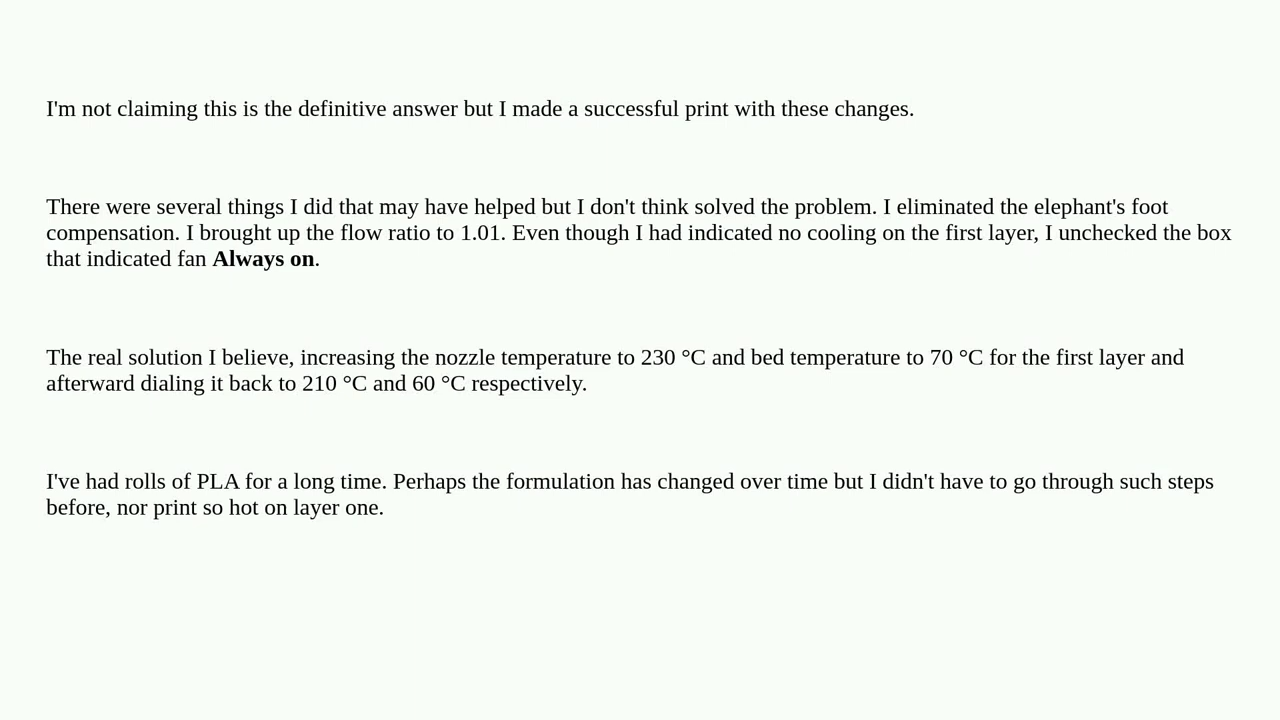 I'm not claiming this is the definitive answer but I made a successful print with these changes.
There were several things I did that may have helped but I don't think solved the problem. I eliminated the elephant's foot
compensation. I brought up the flow ratio to 1.01. Even though I had indicated no cooling on the first layer, I unchecked the box
that indicated fan Always on.
The real solution I believe, increasing the nozzle temperature to 230 °C and bed temperature to 70 °C for the first layer and
afterward dialing it back to 210 °C and 60 °C respectively.
I've had rolls of PLA for a long time. Perhaps the formulation has changed over time but I didn't have to go through such steps
before, nor print so hot on layer one.